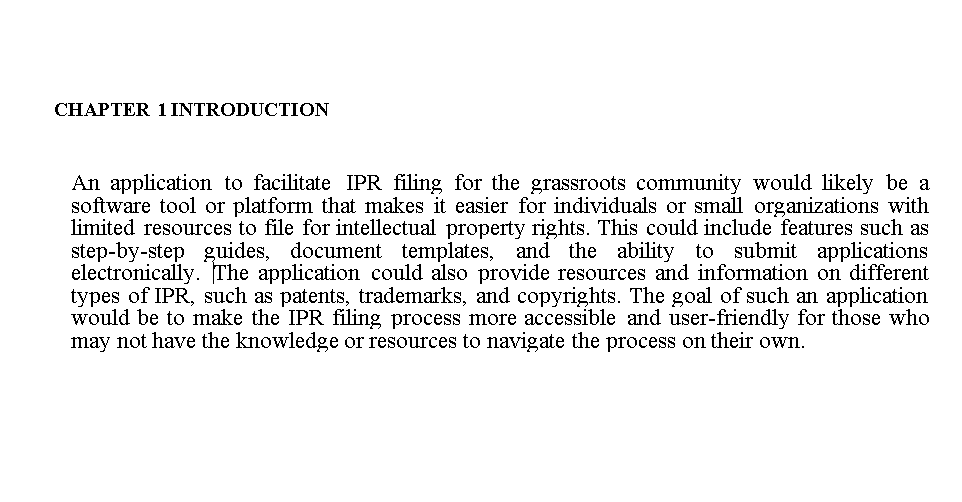 CHAPTER 1 INTRODUCTION
An application to facilitate IPR filing for the grassroots community would likely be a
software tool or platform that makes it easier for individuals or small organizations with
limited resources to file for intellectual property rights. This could include features such as
step-by-step guides, document templates, and the ability to submit applications
electronically. The application could also provide resources and information on different
types of IPR, such as patents, trademarks, and copyrights. The goal of such an application
would be to make the IPR filing process more accessible and user-friendly for those who
may not have the knowledge or resources to navigate the process on their own.